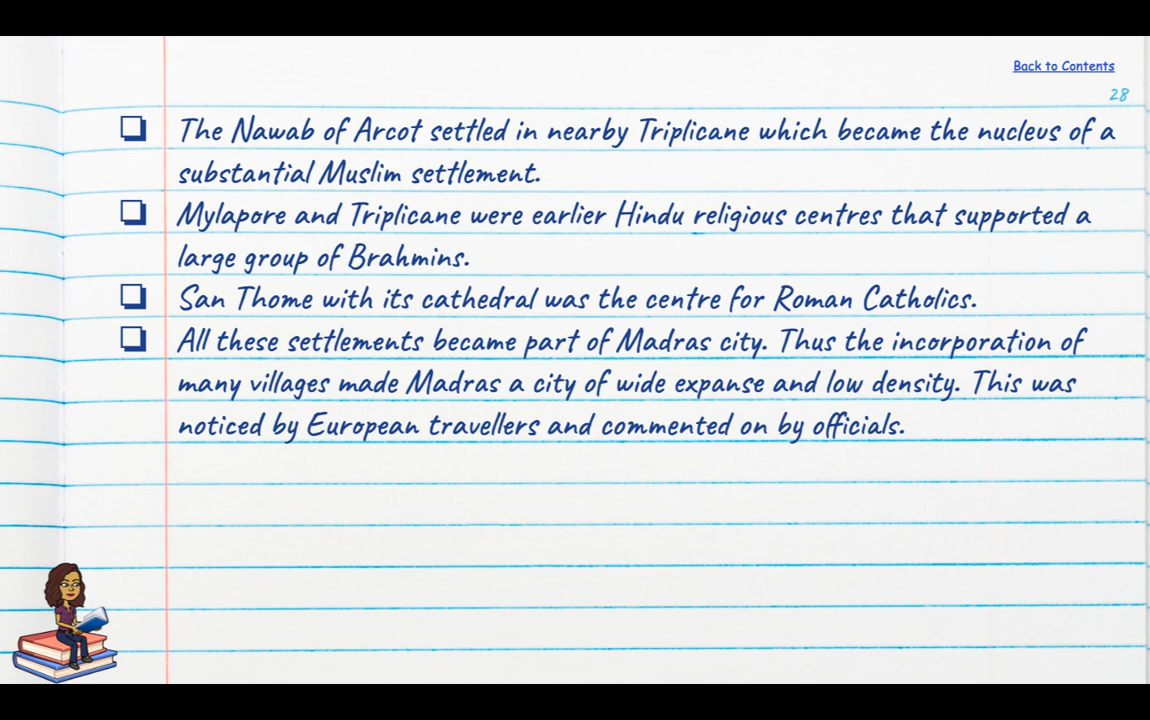 Back to Contents
28
❏ The Nawab of Arcot settled in nearby Triplicane which became the nucleus of a
substantial Muslim settlement.
❏ Mylapore and Triplicane were earlier Hindu religious centres that supported a
large group of Brahmins.
❏ San Thome with its cathedral was the centre for Roman Catholics.
❏ All these settlements became part of Madras city. Thus the incorporation of
many villages made Madras a city of wide expanse and low density. This was
noticed by European travellers and commented on by officials.